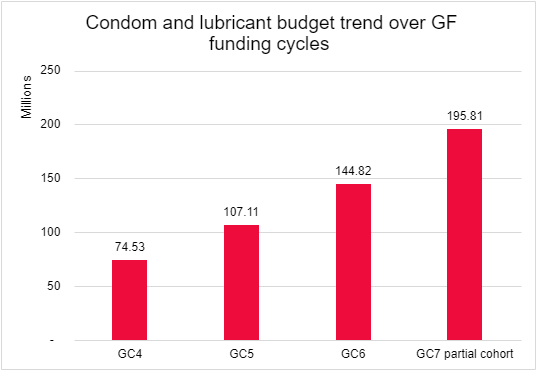 Condom and lubricant budget trend over GF
funding cycles
Millions
250
200
150
100
50
-
74.53
107.11
144.82
195.81
GC4
GC5
GC6
GC7 partial cohort